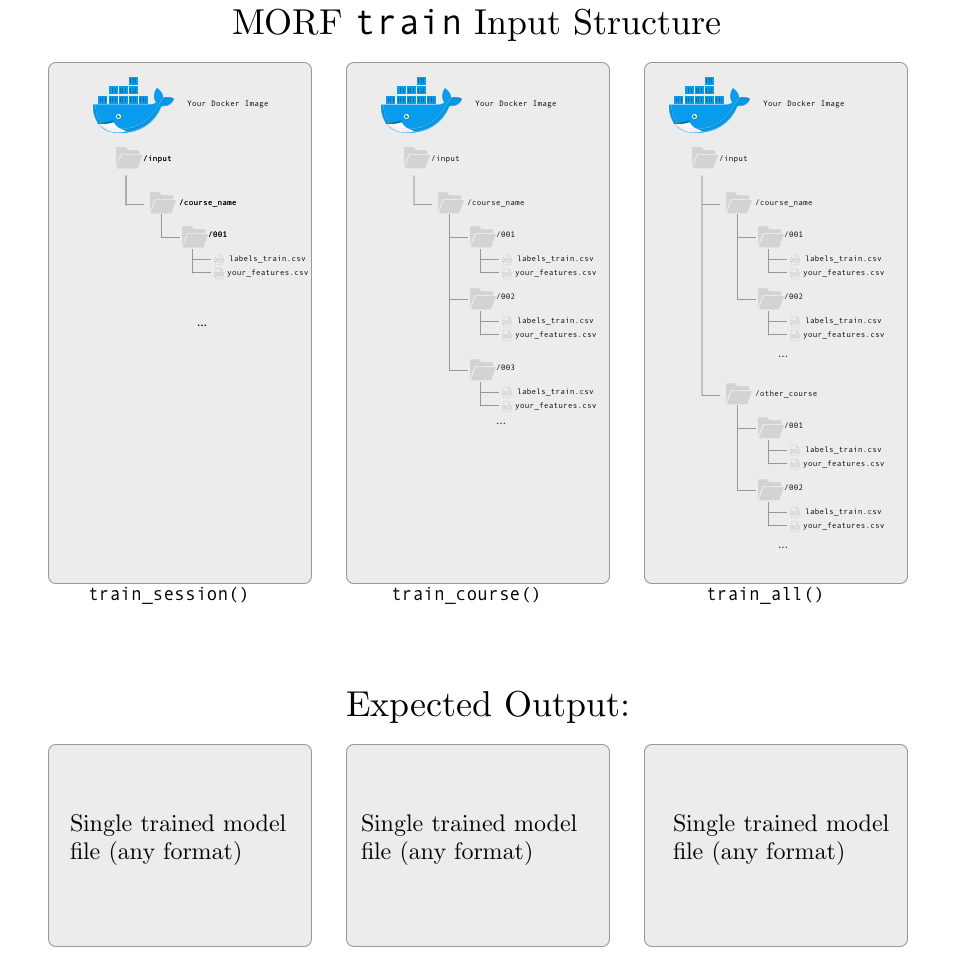 MORF train Input Structure
Your Docker Image
/input
/course_name
/001
labels_train.csv
your_features.csv
...
train_session()
Your Docker Image
/input
/course_name
/001
labels_train.csv
your_features.csv
/002
labels_train.csv
your_features.csv
/003
labels_train.csv
your_features.csv
...
train_course()
Your Docker Image
/input
/course_name
/001
labels_train.csv
your_features.csv
/002
labels_train.csv
your_features.csv
...
/other_course
/001
labels_train.csv
your_features.csv
/002
labels_train.csv
your_features.csv
...
train_all()
Expected Output:
Single trained model
file (any format)
Single trained model
file (any format)
Single trained model
file (any format)